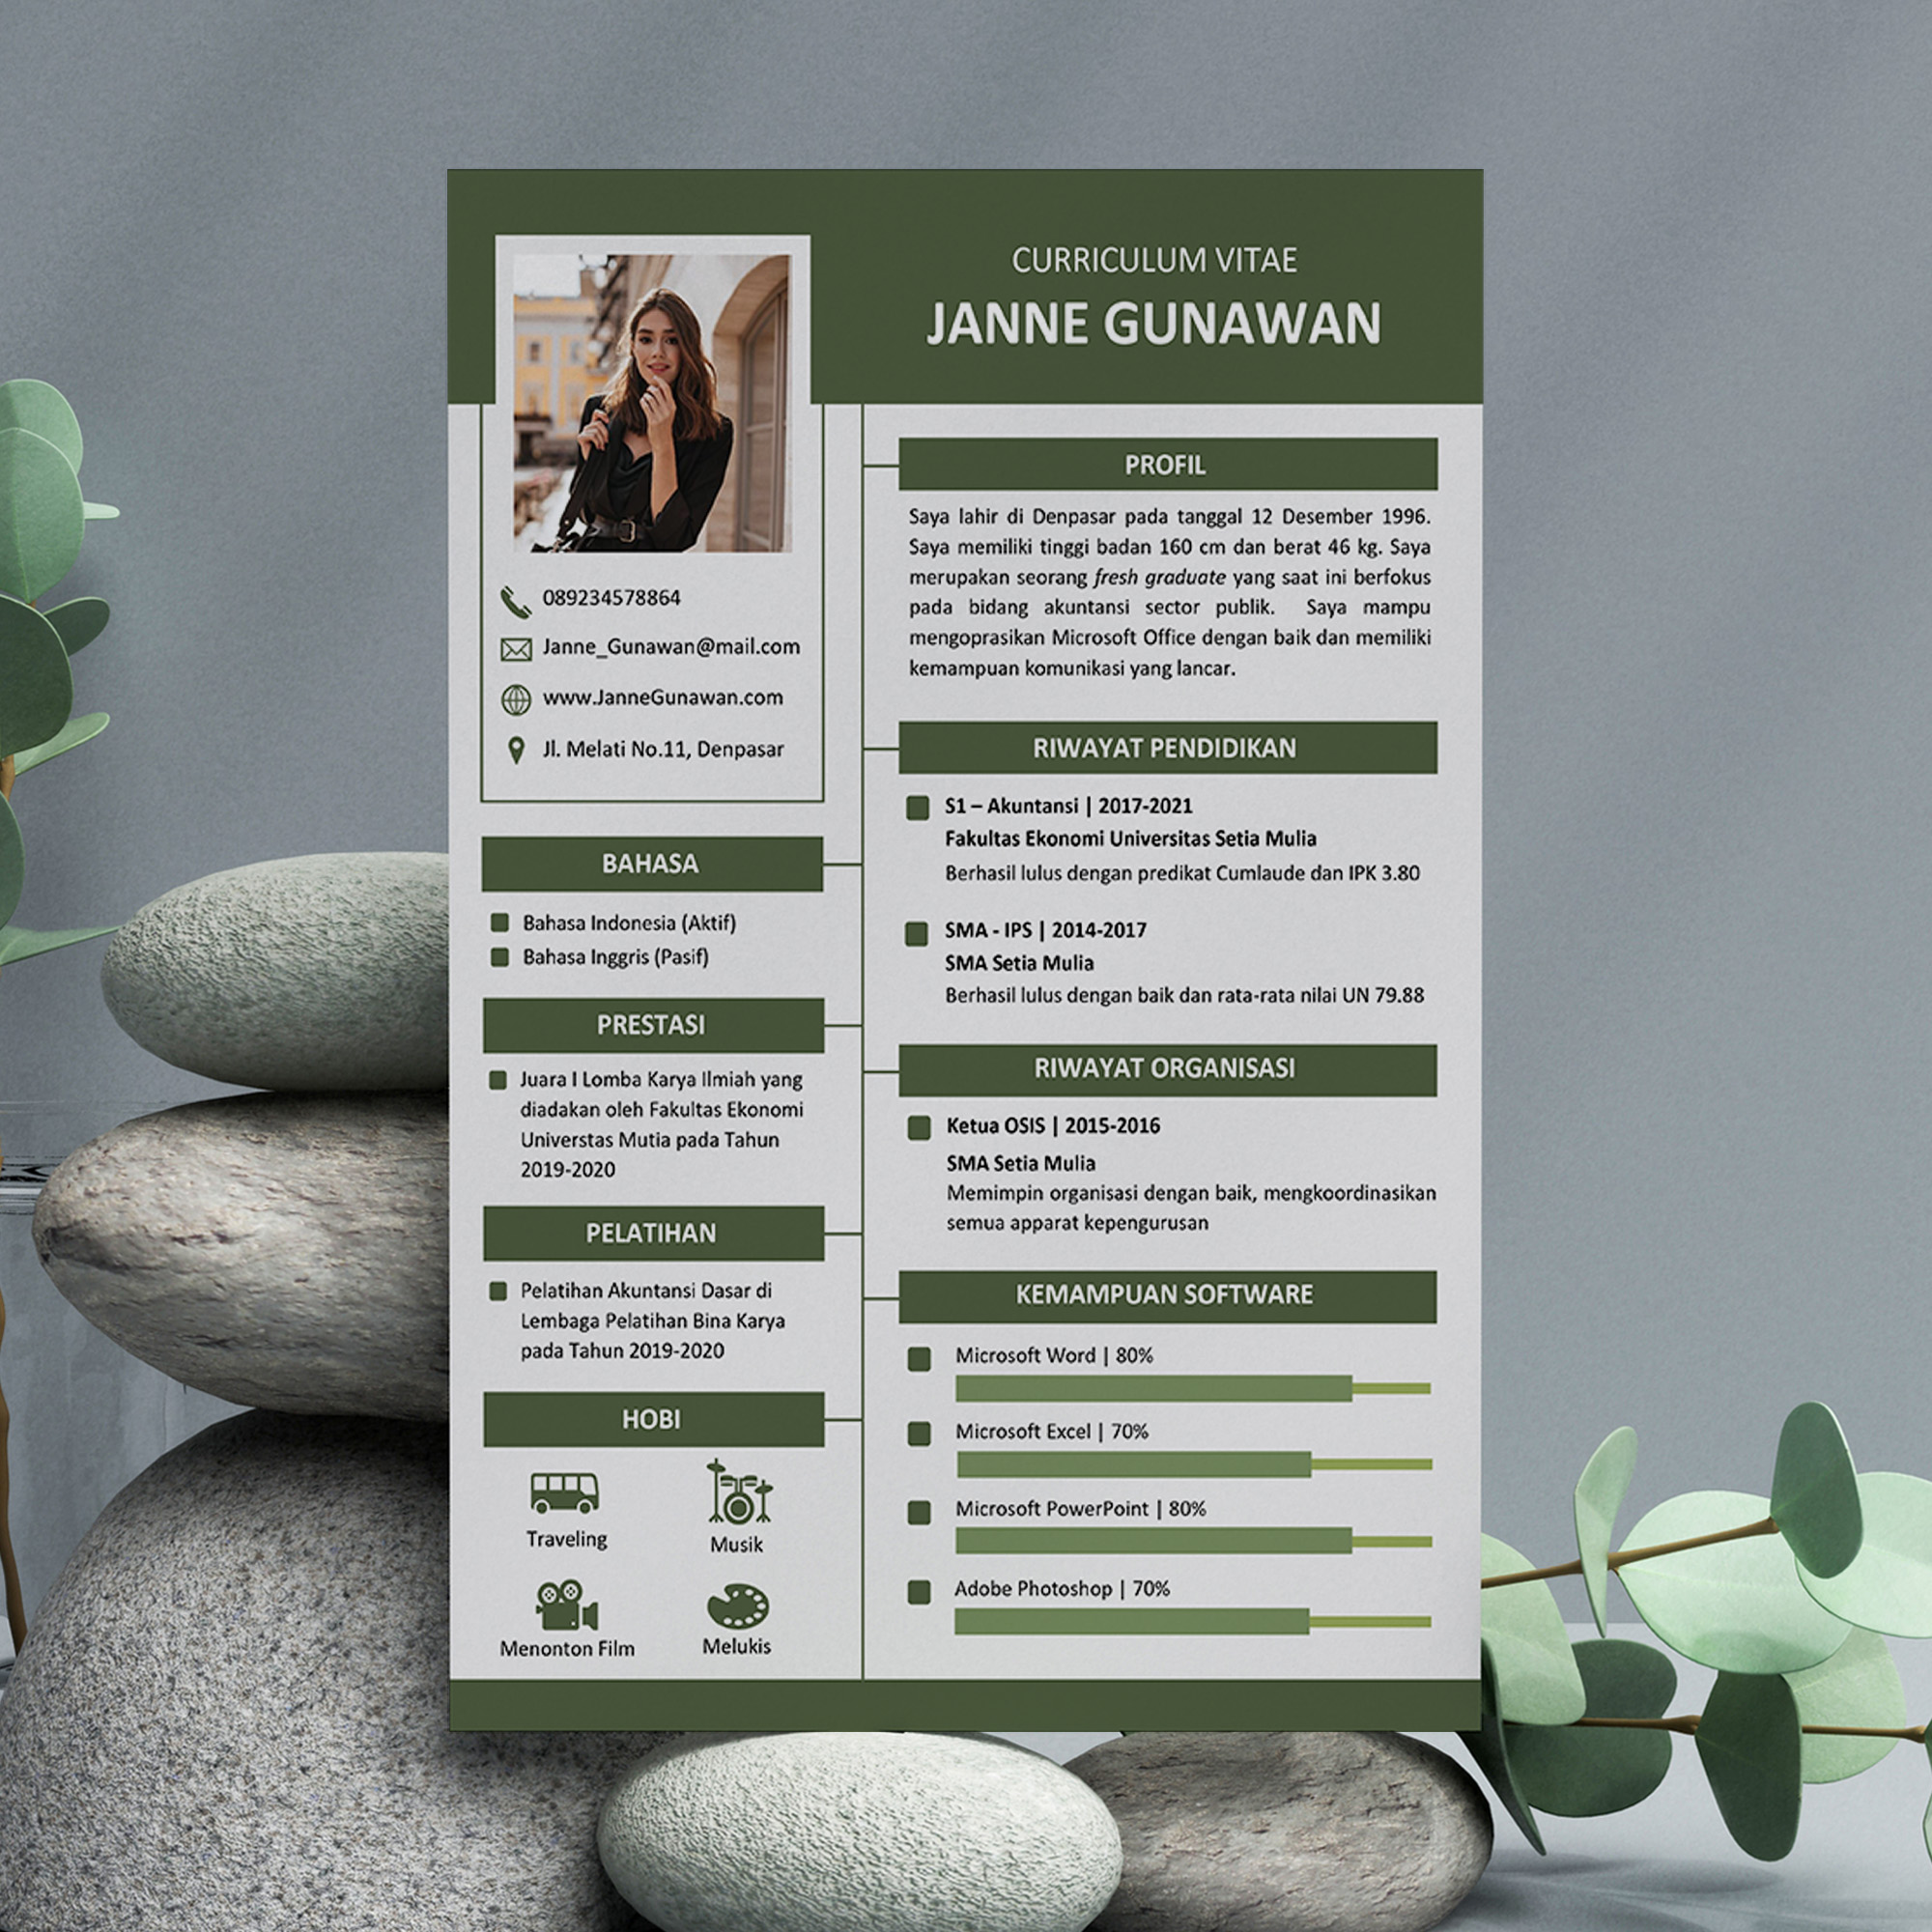 CURRICULUM VITAE
JANNE GUNAWAN
089234578864
Janne_Gunawan@mail.com
www.JanneGunawan.com
Jl. Melati No.11, Denpasar
BAHASA
Bahasa Indonesia (Aktif)
Bahasa Inggris (Pasif)
PRESTASI
Juara I Lomba Karya Ilmiah yang
diadakan oleh Fakultas Ekonomi
Universtas Mutia pada Tahun
2019-2020
PELATIHAN
Pelatihan Akuntansi Dasar di
Lembaga Pelatihan Bina Karya
pada Tahun 2019-2020
HOBI
Traveling
Musik
Menonton Film
Melukis
PROFIL
Saya lahir di Denpasar pada tanggal 12 Desember 1996.
Saya memiliki tinggi badan 160 cm dan berat 46 kg. Saya
merupakan seorang fresh graduate yang saat ini berfokus
pada bidang akuntansi sector publik. Saya mampu
mengoprasikan Microsoft Office dengan baik dan memiliki
kemampuan komunikasi yang lancar.
RIWAYAT PENDIDIKAN
S1 – Akuntansi | 2017-2021
Fakultas Ekonomi Universitas Setia Mulia
Berhasil lulus dengan predikat Cumlaude dan IPK 3.80
SMA - IPS | 2014-2017
SMA Setia Mulia
Berhasil lulus dengan baik dan rata-rata nilai UN 79.88
RIWAYAT ORGANISASI
Ketua OSIS | 2015-2016
SMA Setia Mulia
Memimpin organisasi dengan baik, mengkoordinasikan
semua apparat kepengurusan
KEMAMPUAN SOFTWARE
Microsoft Word | 80%
Microsoft Excel | 70%
Microsoft PowerPoint | 80%
Adobe Photoshop | 70%